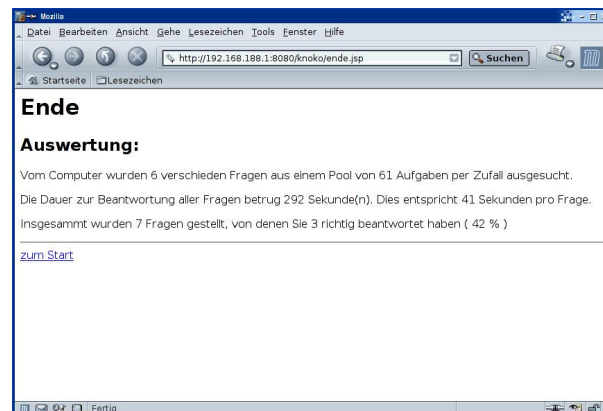 Mozilla
Datei Bearbeiten Ansicht Gehe Lesezeichen Tools Fenster Hilfe
http://192.168.188.1:8080/knoko/ende.jsp Suchen
Startseite Lesezeichen
Ende
Auswertung:
Vom Computer wurden 6 verschieden Fragen aus einem Pool von 61 Aufgaben per Zufall ausgesucht.
Die Dauer zur Beantwortung aller Fragen betrug 292 Sekunde(n). Dies entspricht 41 Sekunden pro Frage.
Insgesammt wurden 7 Fragen gestellt, von denen Sie 3 richtig beantwortet haben ( 42 % )
zum Start
Fertig